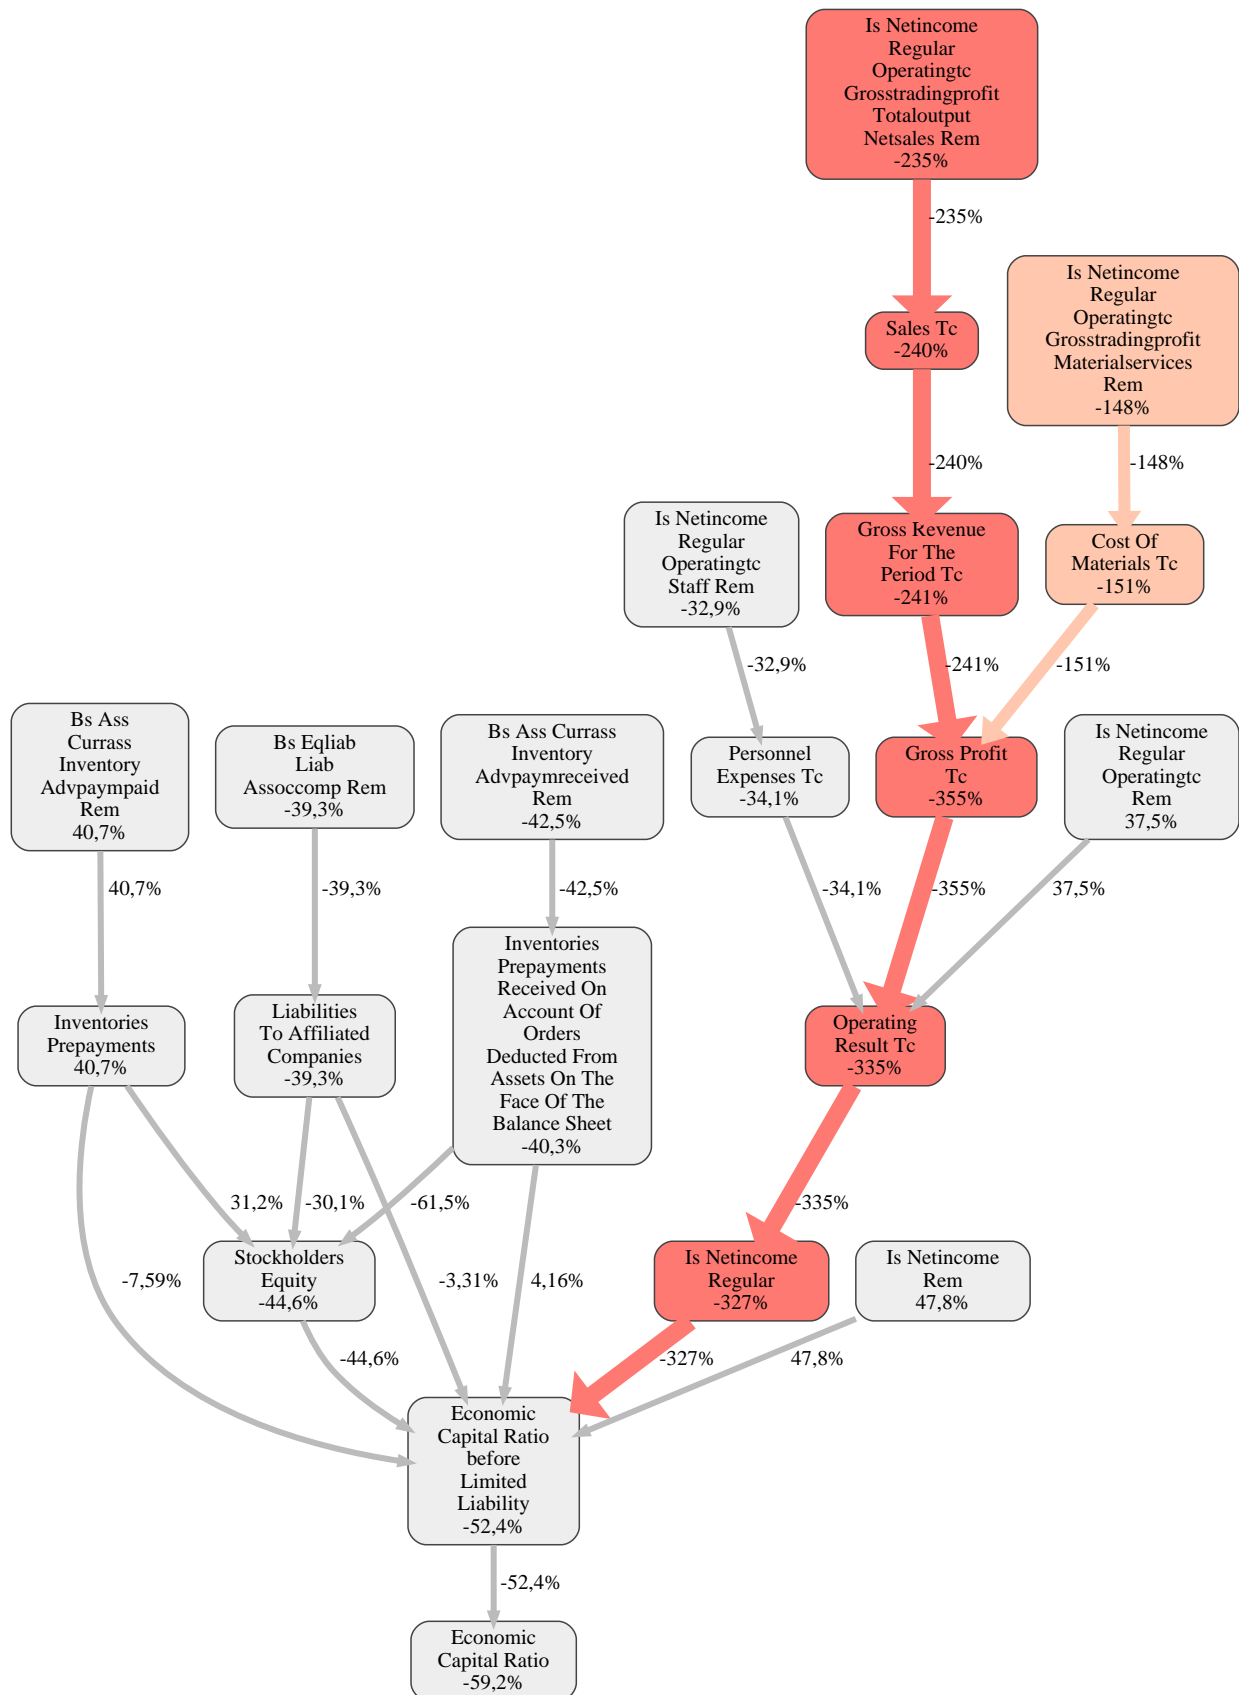 Is Netincome
Regular
Operatingtc
Grosstradingprofit
Totaloutput
Netsales Rem
-235%
-235%
Sales Tc
-240%
Is Netincome
Regular
Operatingtc
Grosstradingprofit
Materialservices
Rem
-148%
-240%
-148%
Is Netincome
Regular
Operatingtc
Staff Rem
-32,9%
Gross Revenue
For The
Period Tc
-241%
Cost Of
Materials Tc
-151%
-32,9%
-241%
-151%
Bs Ass
Currass
Inventory
Advpaympaid
Rem
40,7%
Bs Eqliab
Liab
Assoccomp Rem
-39,3%
Bs Ass Currass
Inventory
Advpaymreceived
Rem
-42,5%
Personnel
Expenses Tc
-34,1%
Gross Profit
Tc
-355%
Is Netincome
Regular
Operatingtc
Rem
37,5%
40,7%
-39,3%
-42,5%
-34,1%
-355%
37,5%
Inventories
Prepayments
40,7%
Liabilities
To Affiliated
Companies
-39,3%
Inventories
Prepayments
Received On
Account Of
Orders
Deducted From
Assets On The
Face Of The
Balance Sheet
-40,3%
Operating
Result Tc
-335%
31,2%
-30,1%
-61,5%
-335%
Stockholders
Equity
-44,6%
Is Netincome
Regular
-327%
Is Netincome
Rem
47,8%
-7,59%
-3,31%
4,16%
-44,6%
-327%
47,8%
Economic
Capital Ratio
before
Limited
Liability
-52,4%
-52,4%
Economic
Capital Ratio
-59,2%